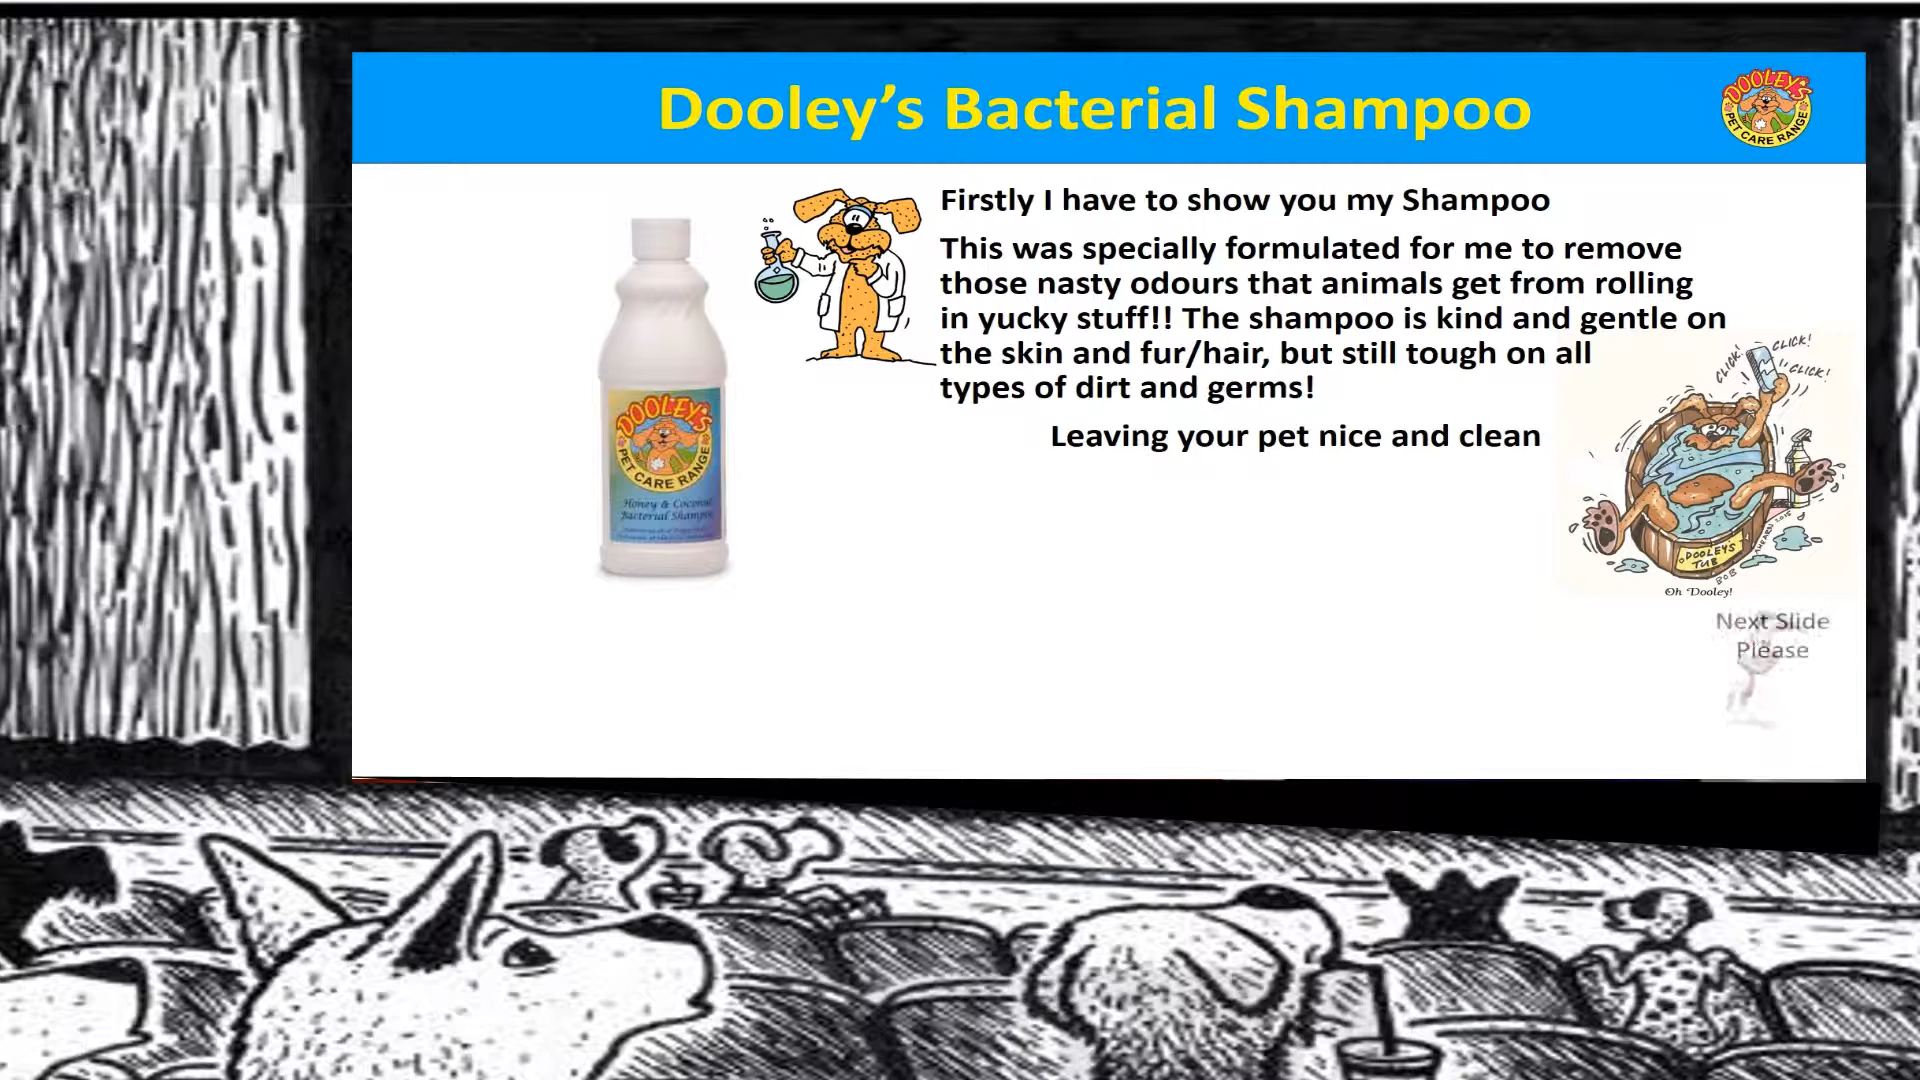 Dooley's Bacterial Shampoo
DOOLEY'S
PET CARE RANGE
Firstly I have to show you my Shampoo
This was specially formulated for me to remove
those nasty odours that animals get from rolling
in yucky stuff!! The shampoo is kind and gentle on
the skin and fur/hair, but still tough on all
types of dirt and germs!
Leaving your pet nice and clean
DOOLEY'S
PET CARE RANGE
Honey & Coconut
Bacterial Shampoo
CLICK!
CLICK!
CLICK!
DOOLEY'S
TUB
BOB
AHEARN 2015
Oh Dooley!
Next Slide
Please